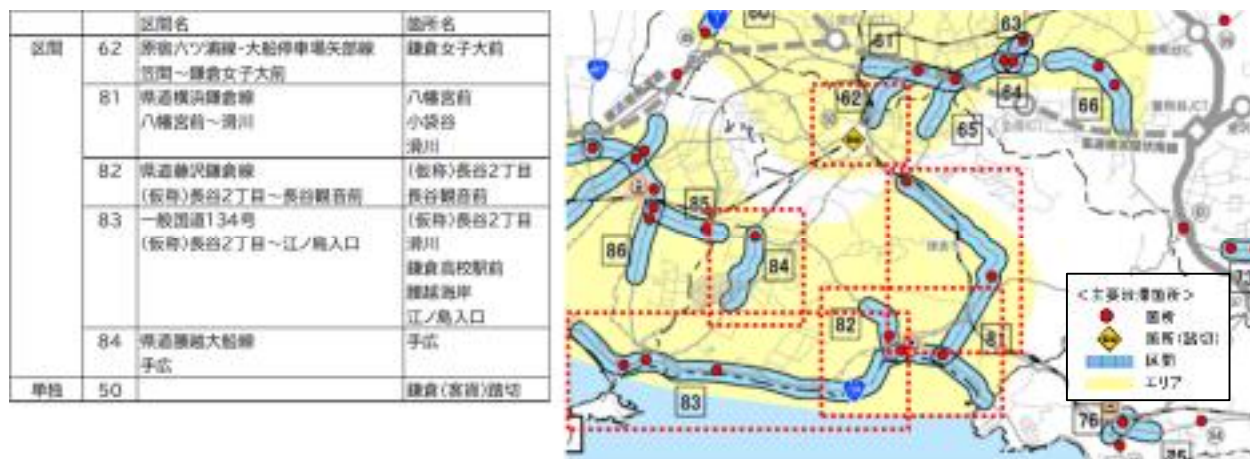 区間名 箇所名
区間 62 原宿六ツ浦線・大船停車場矢部線 鎌倉女子大前
笠間～鎌倉女子大前
81 県道横浜鎌倉線 八幡宮前
八幡宮前～滑川 小袋谷
滑川
82 県道藤沢鎌倉線 (仮称)長谷2丁目
(仮称)長谷2丁目～長谷観音前 長谷観音前
83 一般国道134号 (仮称)長谷2丁目
(仮称)長谷2丁目～江ノ島入口 滑川
鎌倉高校駅前
腰越海岸
江ノ島入口
84 県道腰越大船線 手広
手広
単独 50 鎌倉(客貨)踏切
60
61
63
62
64
65
66
85
86
84
82
81
83
76
<主要渋滞箇所>
箇所
箇所(踏切)
区間
エリア